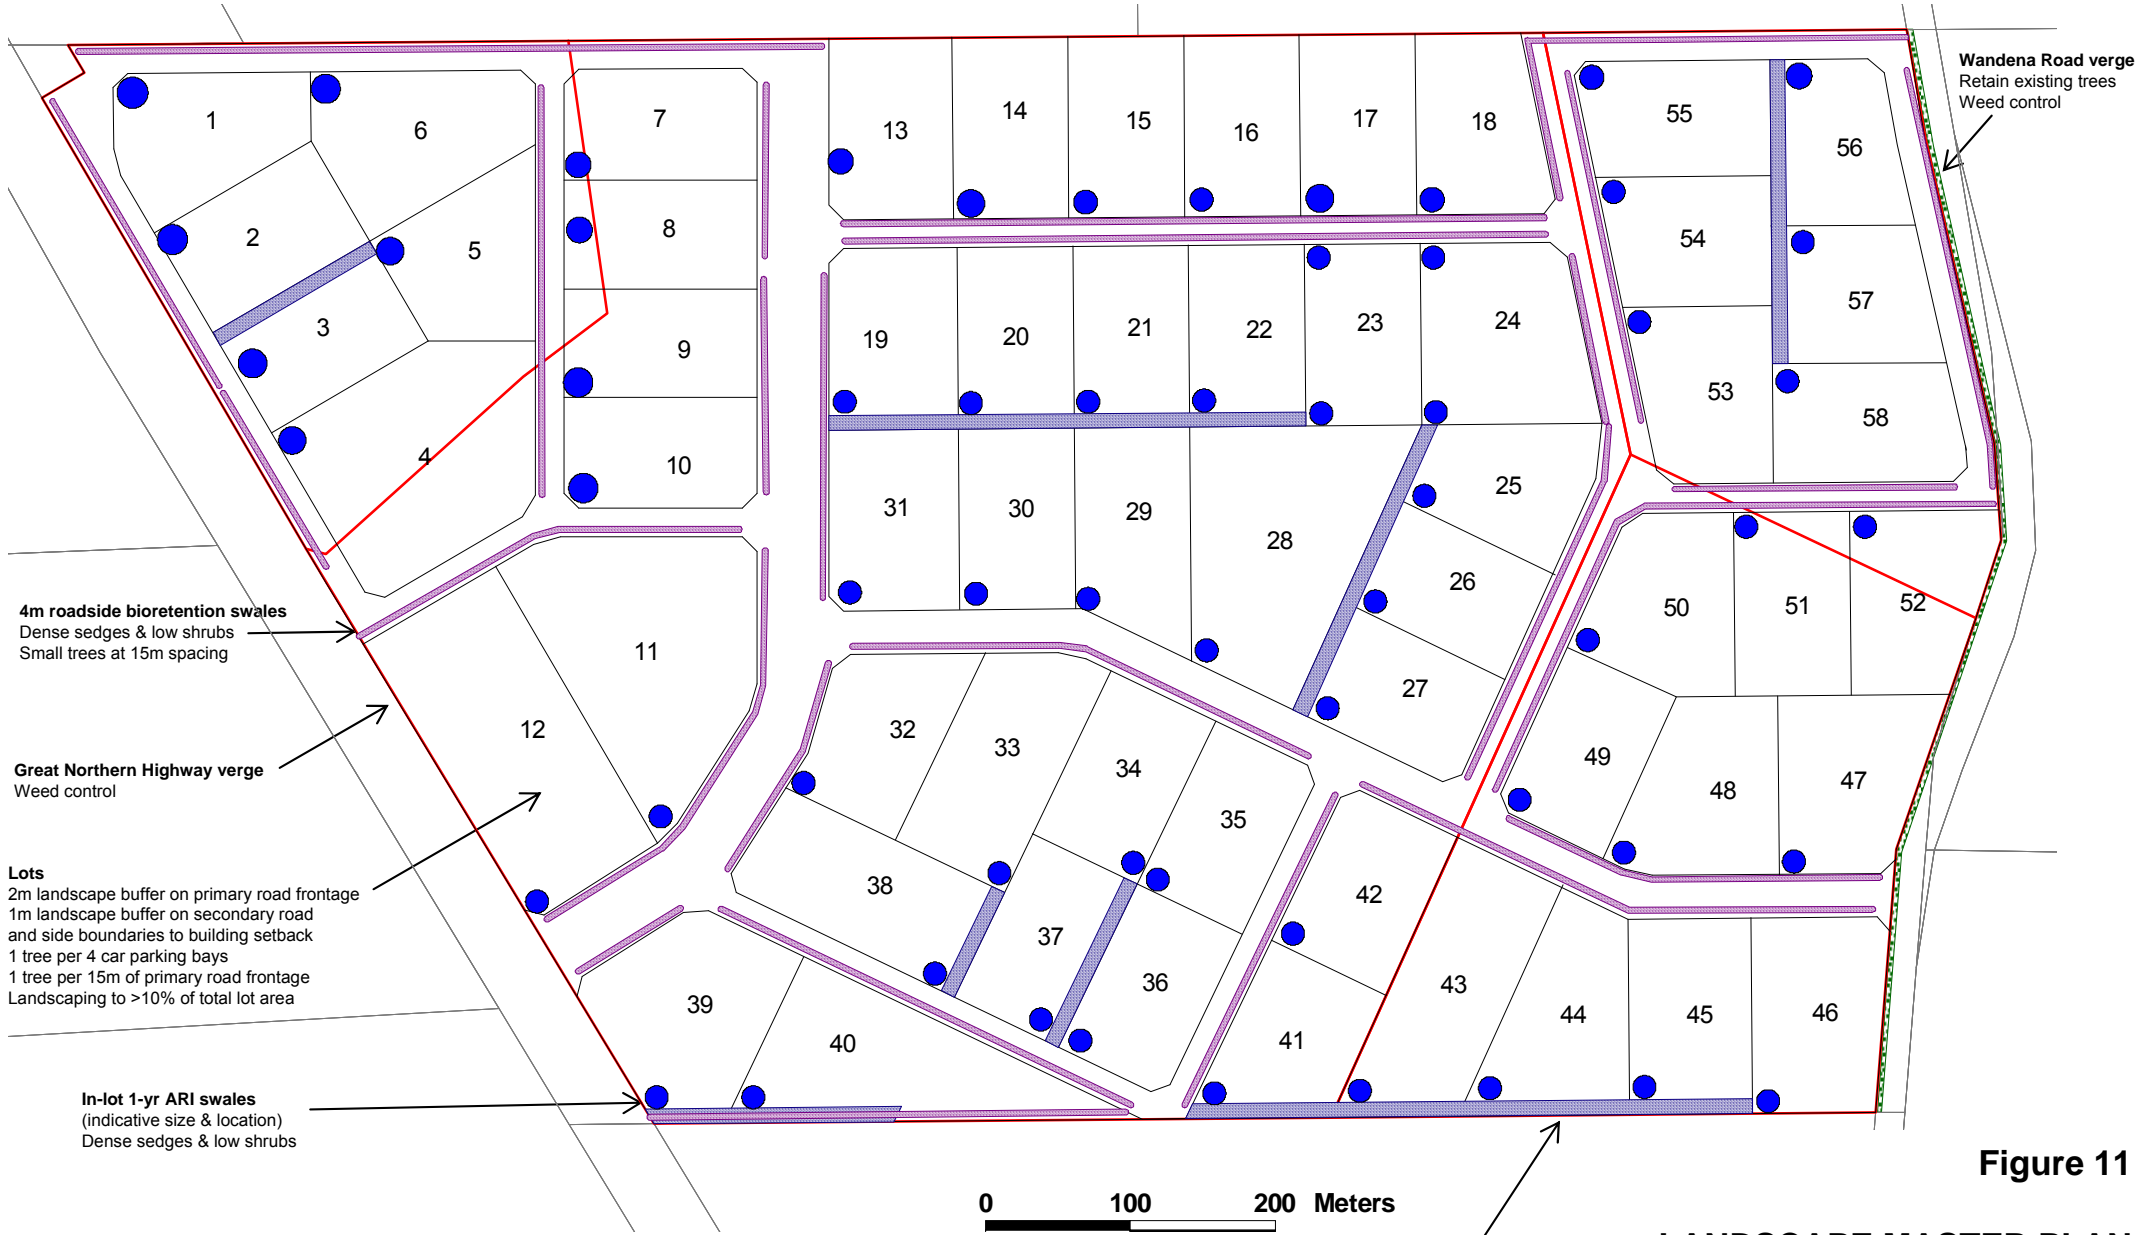 Wandena Road verge
Retain existing trees
Weed control
1
6
7
13
14
15
16
17
18
55
56
2
5
8
54
57
3
9
19
20
21
22
23
24
53
58
4
10
31
30
29
28
25
26
27
50
51
52
4m roadside bioretention swales
Dense sedges & low shrubs
Small trees at 15m spacing
11
12
32
33
34
35
49
48
47
Great Northern Highway verge
Weed control
Lots
2m landscape buffer on primary road frontage
1m landscape buffer on secondary road
and side boundaries to building setback
1 tree per 4 car parking bays
1 tree per 15m of primary road frontage
Landscaping to >10% of total lot area
38
37
36
42
43
39
40
41
44
45
46
In-lot 1-yr ARI swales
(indicative size & location)
Dense sedges & low shrubs
Figure 11
0 100 200 Meters
LANDSCAPE MASTER PLAN